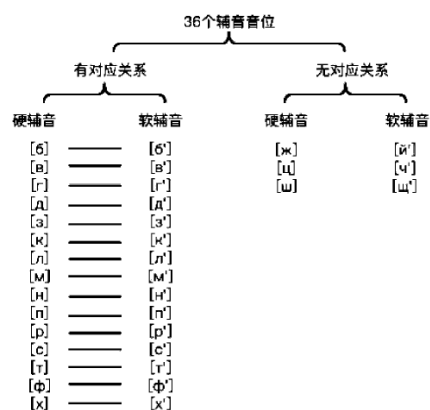 36个辅音音位
有对应关系 无对应关系
硬辅音 软辅音 硬辅音 软辅音
[б] [б'] [ж] [й']
[в] [в'] [ц] [ч']
[г] [г'] [ш] [щ']
[д] [д']
[з] [з']
[к] [к']
[л] [л']
[м] [м']
[н] [н']
[п] [п']
[р] [р']
[с] [с']
[т] [т']
[ф] [ф']
[х] [х']